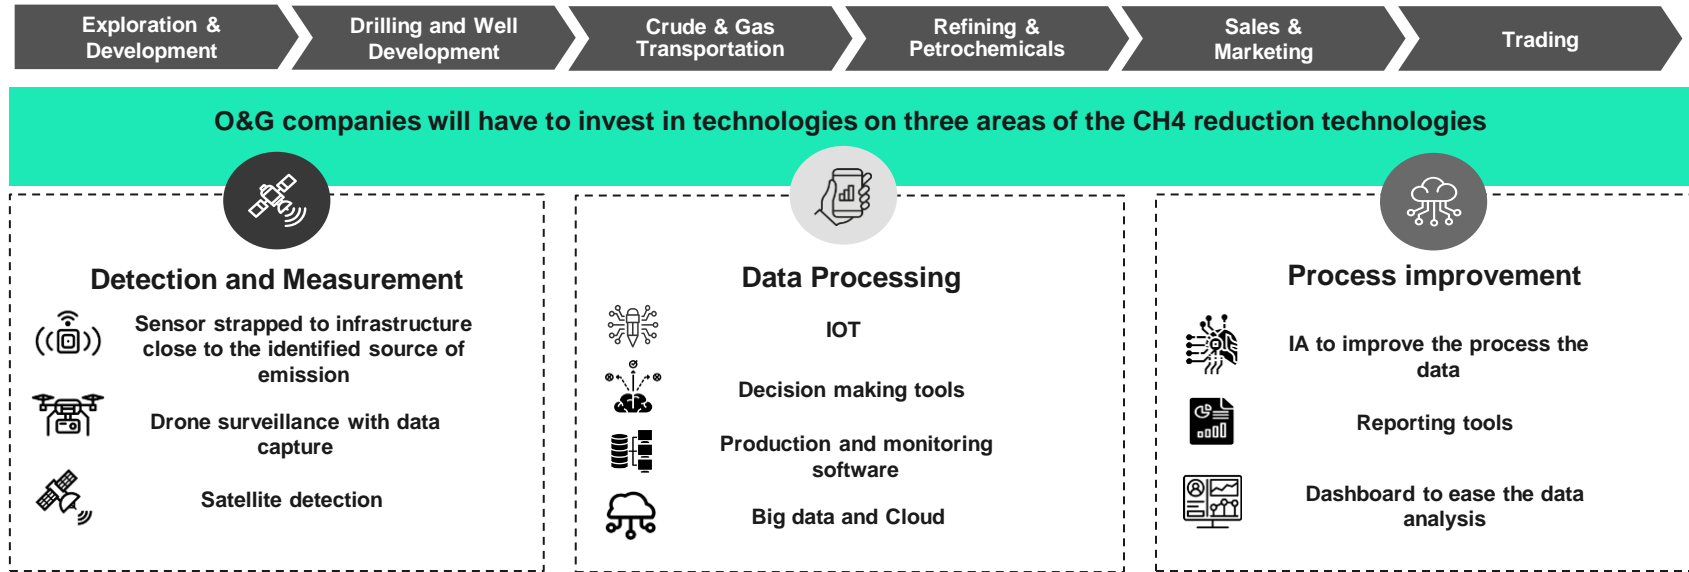 Exploration &
Development
Drilling and Well
Development
Crude & Gas
Transportation
Refining &
Petrochemicals
Sales &
Marketing
Trading
O&G companies will have to invest in technologies on three areas of the CH4 reduction technologies
Detection and Measurement
Sensor strapped to infrastructure
close to the identified source of
emission
Drone surveillance with data
capture
Satellite detection
Data Processing
IOT
Decision making tools
Production and monitoring
software
Big data and Cloud
Process improvement
IA to improve the process the
data
Reporting tools
Dashboard to ease the data
analysis